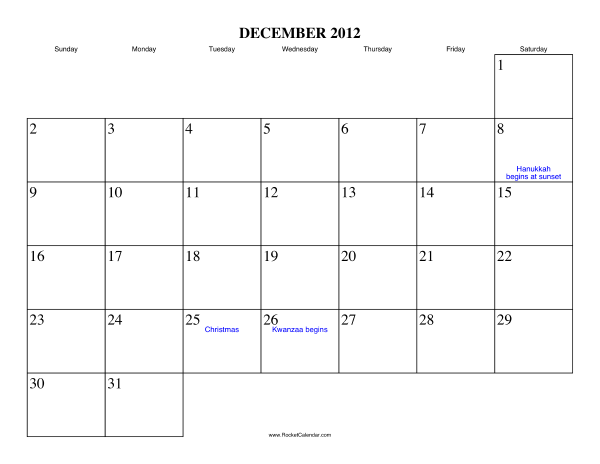 DECEMBER 2012
Sunday Monday Tuesday Wednesday Thursday Friday Saturday
1
2 3 4 5 6 7 8
Hanukkah
begins at sunset
9 10 11 12 13 14 15
16 17 18 19 20 21 22
23 24 25 26 27 28 29
Christmas Kwanzaa begins
30 31
www.RocketCalendar.com